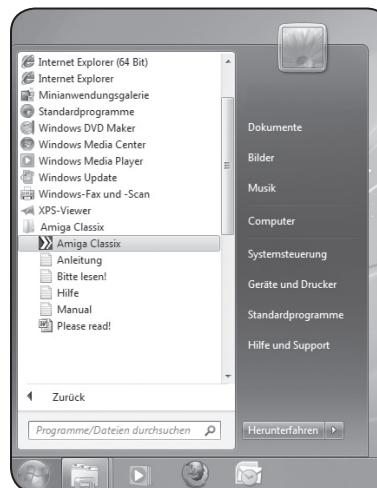 Internet Explorer (64 Bit)
Internet Explorer
Minianwendungsgalerie
Standardprogramme
Windows DVD Maker
Windows Media Center
Windows Media Player
Windows Update
Windows-Fax und -Scan
XPS-Viewer
Amiga Classix
Amiga Classix
Anleitung
Bitte lesen!
Hilfe
Manual
Please read!
Zurück
Programme/Dateien durchsuchen
Dokumente
Bilder
Musik
Computer
Systemsteuerung
Geräte und Drucker
Standardprogramme
Hilfe und Support
Herunterfahren